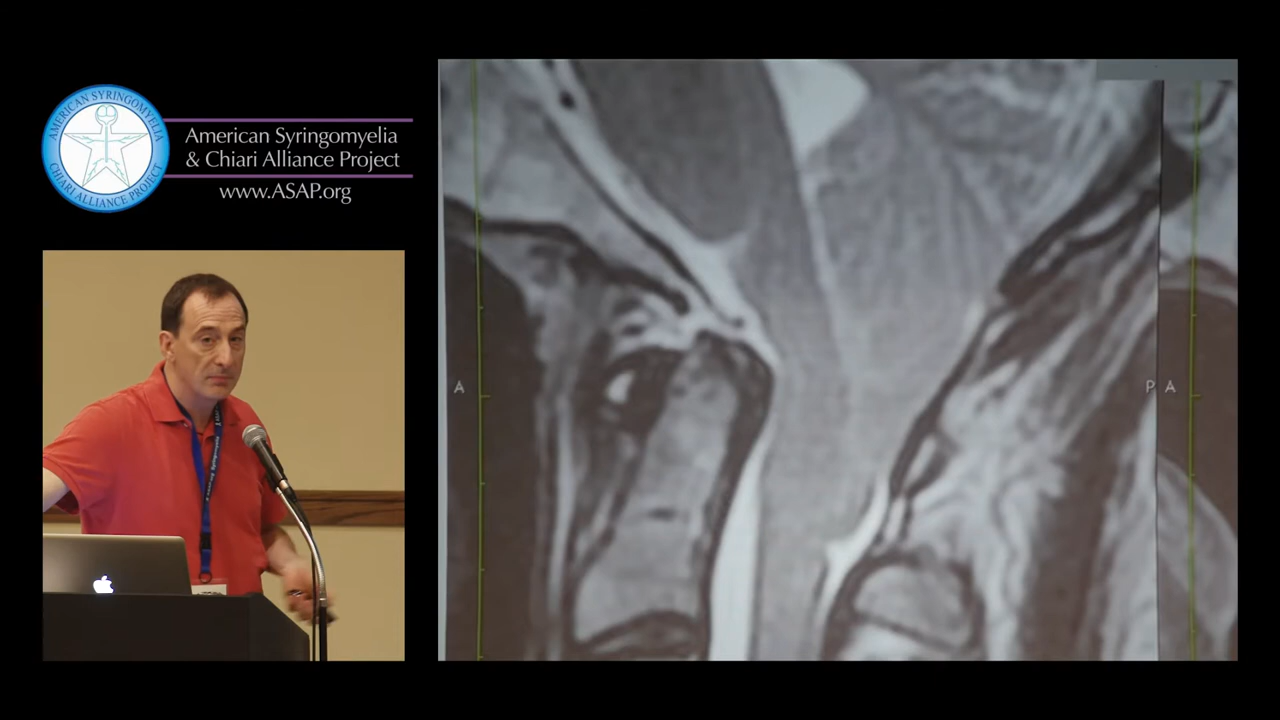 AMERICAN SYRINGOMYELIA
CHIARI ALLIANCE PROJECT
American Syringomyelia
& Chiari Alliance Project
www.ASAP.org
A
P A